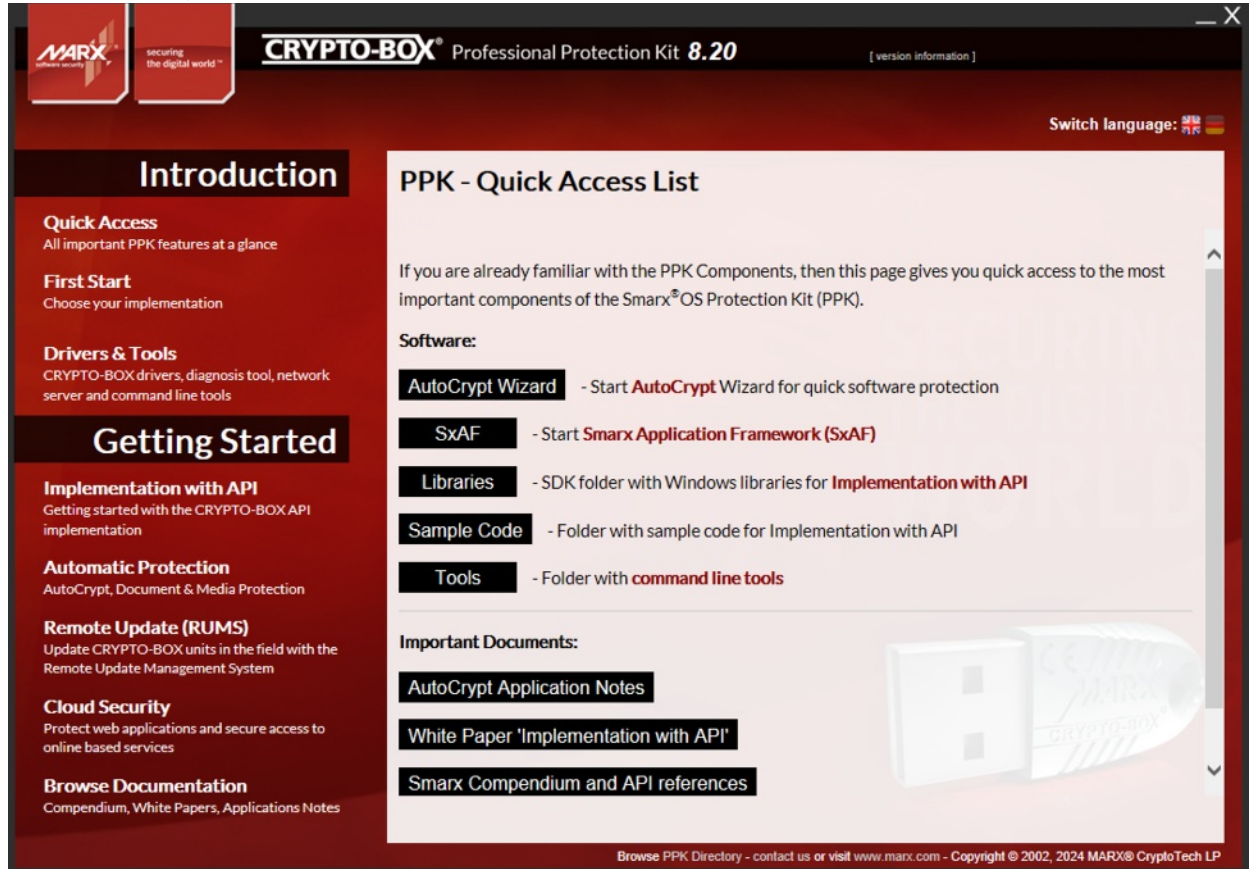 MARX
software security
securing
the digital world ™
CRYPTO-BOX® Professional Protection Kit 8.20
[ version information ]
X
Switch language:
Introduction
Quick Access
All important PPK features at a glance
First Start
Choose your implementation
Drivers & Tools
CRYPTO-BOX drivers, diagnosis tool, network
server and command line tools
Getting Started
Implementation with API
Getting started with the CRYPTO-BOX API
implementation
Automatic Protection
AutoCrypt, Document & Media Protection
Remote Update (RUMS)
Update CRYPTO-BOX units in the field with the
Remote Update Management System
Cloud Security
Protect web applications and secure access to
online based services
Browse Documentation
Compendium, White Papers, Applications Notes
PPK - Quick Access List
If you are already familiar with the PPK Components, then this page gives you quick access to the most
important components of the Smarx®OS Protection Kit (PPK).
Software:
AutoCrypt Wizard - Start AutoCrypt Wizard for quick software protection
SxAF - Start Smarx Application Framework (SxAF)
Libraries - SDK folder with Windows libraries for Implementation with API
Sample Code - Folder with sample code for Implementation with API
Tools - Folder with command line tools
Important Documents:
AutoCrypt Application Notes
White Paper 'Implementation with API'
Smarx Compendium and API references
SECURING
THE DIGITAL
WORLD
CE
MARX
CRYPTO-BOX®
Browse PPK Directory - contact us or visit www.marx.com - Copyright © 2002, 2024 MARX® CryptoTech LP